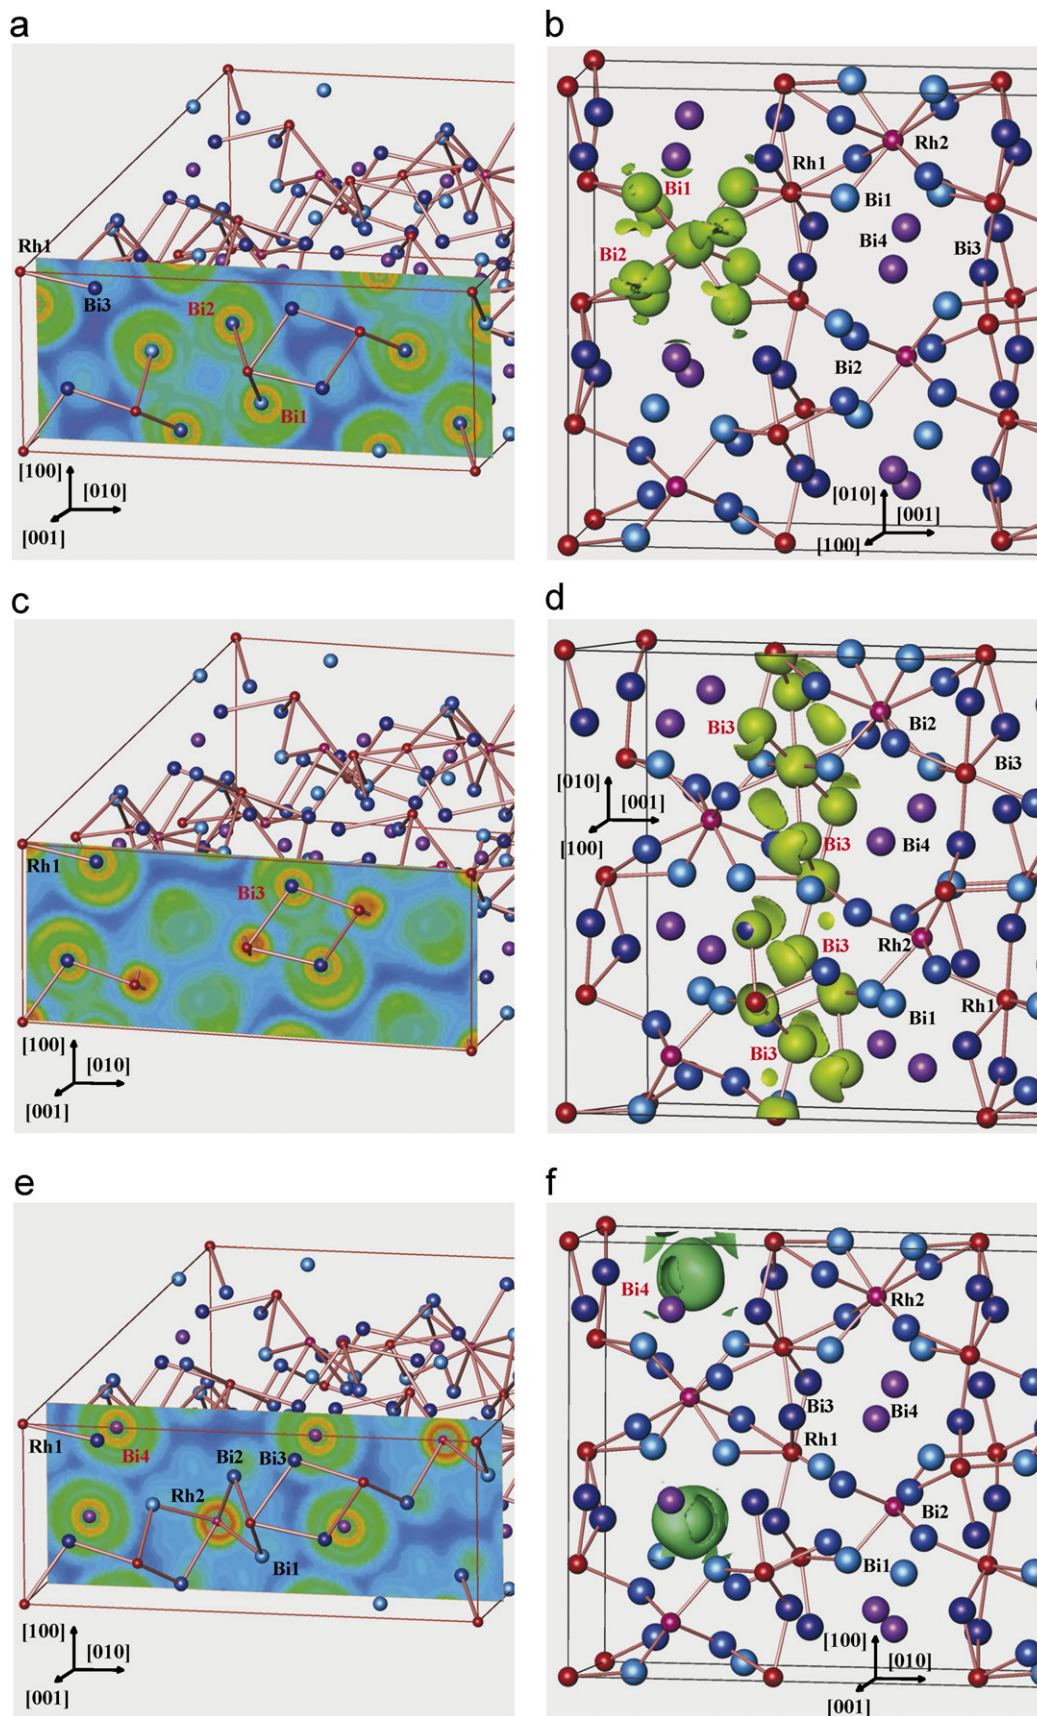 a
Rh1
Bi3
Bi2
Bi1
[100]
[010]
[001]
b
Rh2
Rh1
Bi1
Bi1
Bi4
Bi3
Bi2
Bi2
[010]
[001]
[100]
c
Rh1
Bi3
[100]
[010]
[001]
d
Bi3
Bi2
Bi3
[010]
[001]
[100]
Bi3
Bi4
Bi3
Rh2
Bi1
Rh1
Bi3
e
Rh1
Bi4
Bi2
Bi3
Rh2
Bi1
[100]
[010]
[001]
f
Bi4
Rh2
Bi3
Bi4
Rh1
Bi2
Bi1
[100]
[010]
[001]